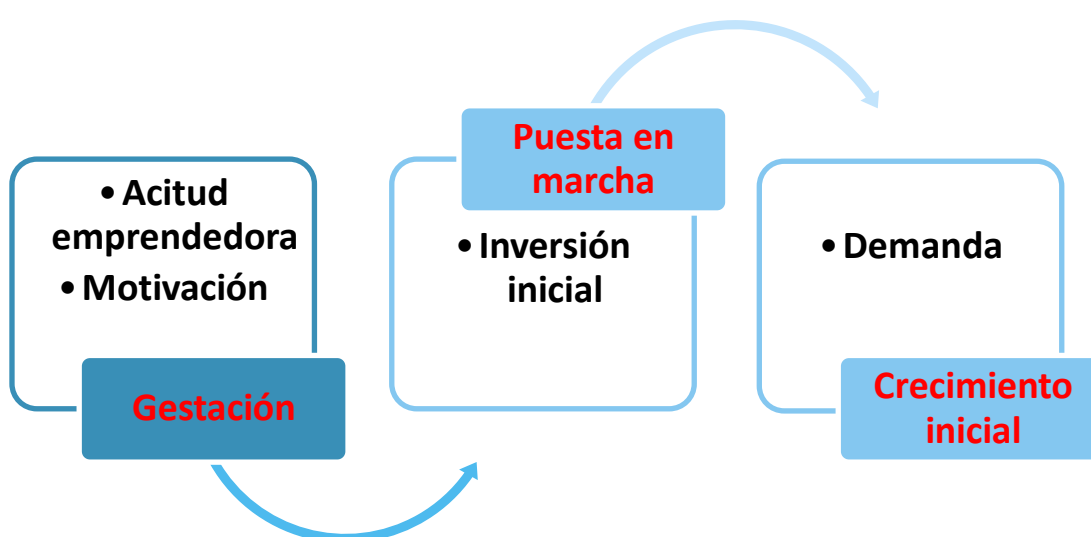 • Acitud
emprendedora
• Motivación
Gestación
Puesta en
marcha
• Inversión
inicial
• Demanda
Crecimiento
inicial